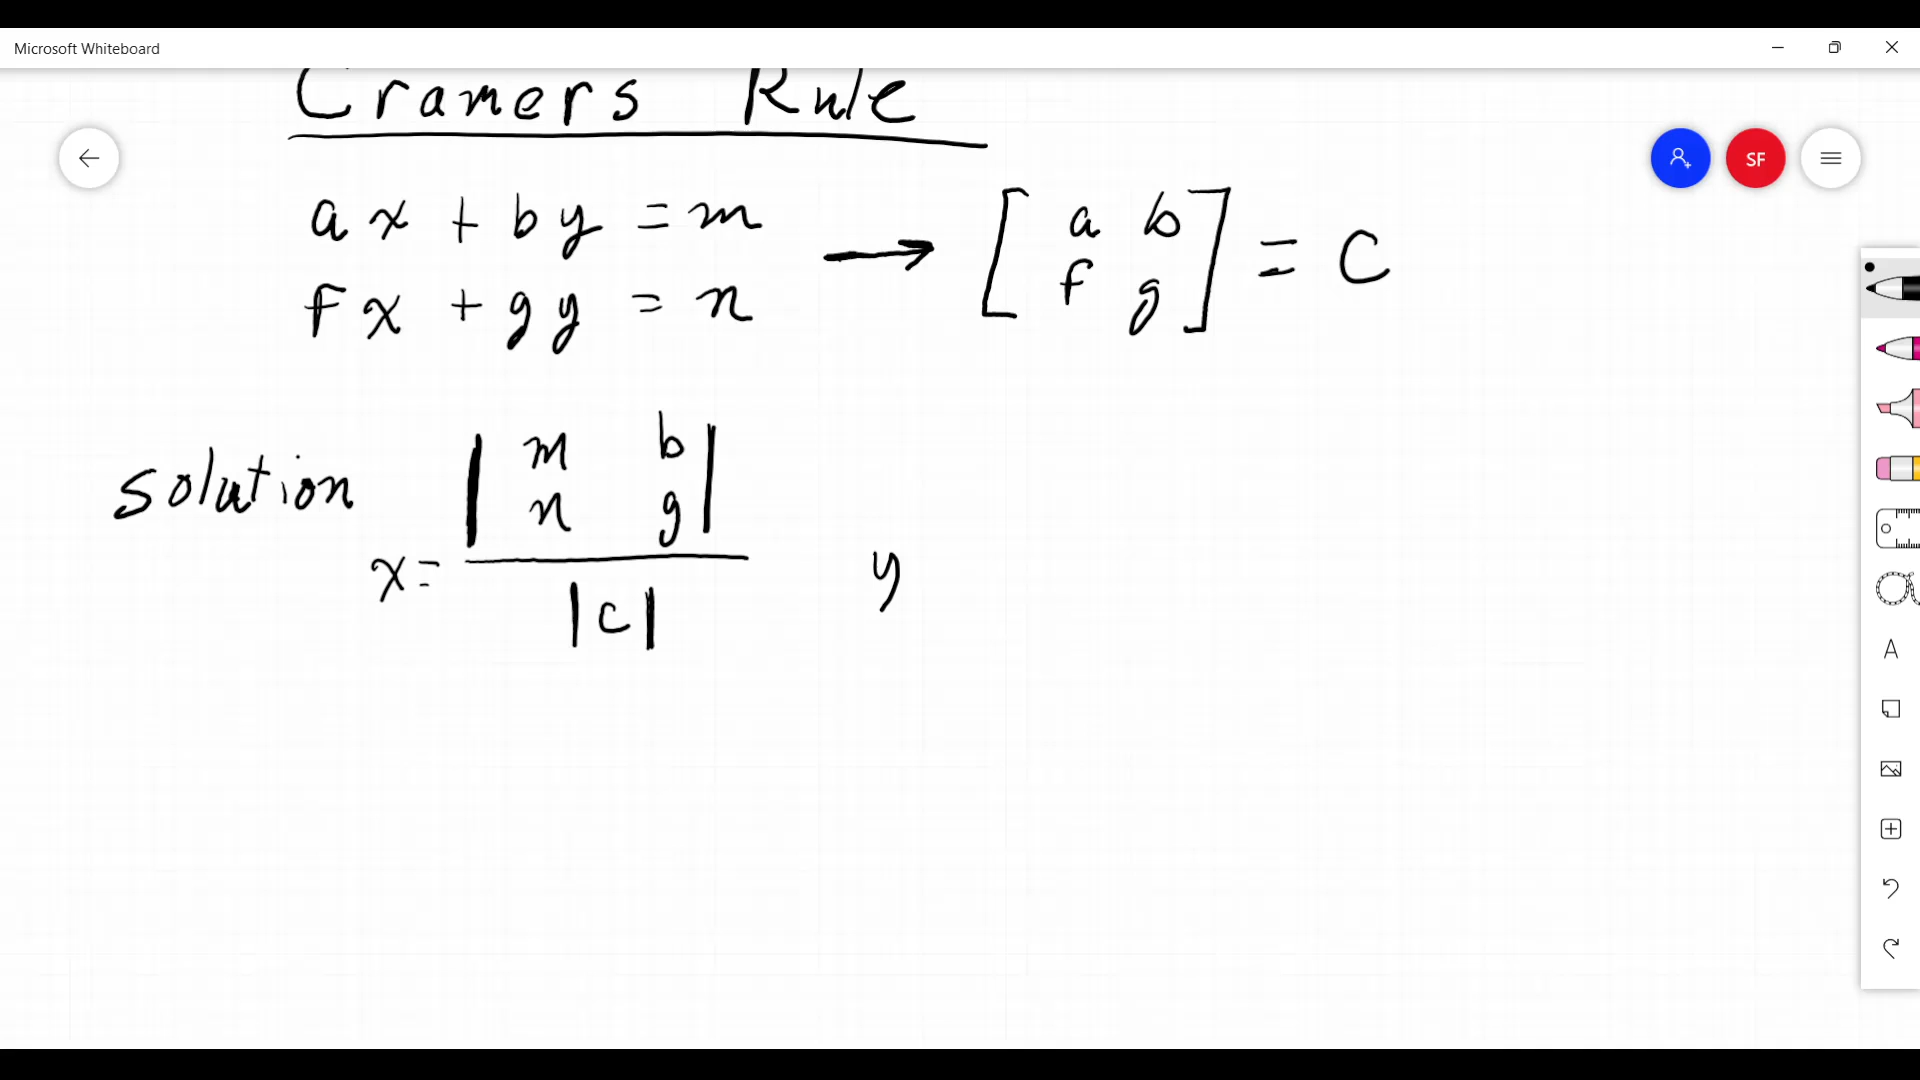 Microsoft Whiteboard
Cramers Rule
SF
ax + by = m → [ a b
fx + gy = n f g ] = C
solution x = | m b
n g | / |c| y
A